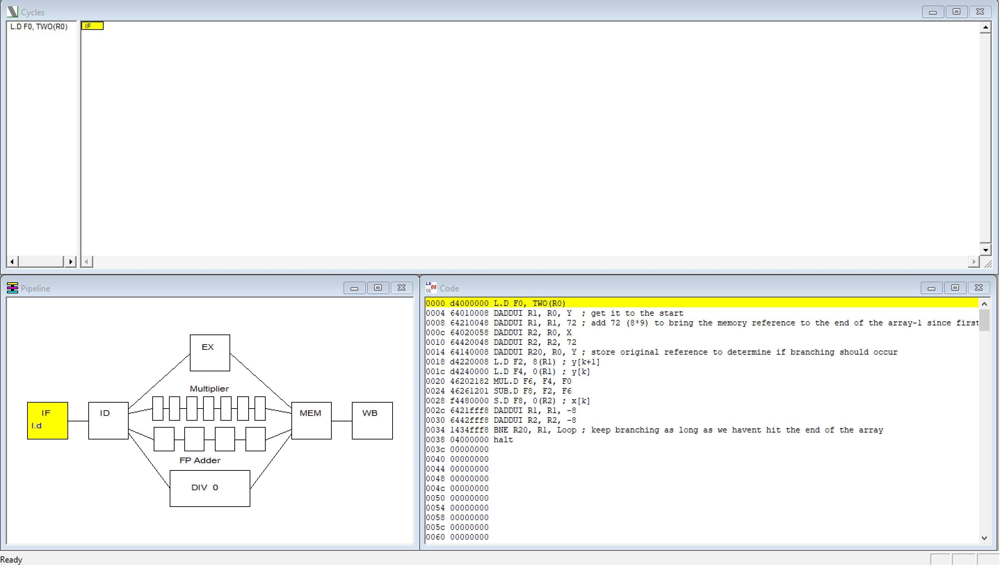 Cycles
L.D F0, TWO(R0)
IF
Pipeline
EX
Multiplier
IF
l.d
ID
MEM
WB
FP Adder
DIV 0
Code
0000 d4000000 L.D F0, TWO(R0)
0004 64010008 DADDUI R1, R0, Y ; get it to the start
0008 64210048 DADDUI R1, R1, 72 ; add 72 (8*9) to bring the memory reference to the end of the array-1 since first
000c 64020058 DADDUI R2, R0, X
0010 64420048 DADDUI R2, R2, 72
0014 64140008 DADDUI R20, R0, Y ; store original reference to determine if branching should occur
0018 d4220008 L.D F2, 8(R1) ; y[k+1]
001c d4240000 L.D F4, 0(R1) ; y[k]
0020 46202182 MUL.D F6, F4, F0
0024 46261201 SUB.D F8, F2, F6
0028 f4480000 S.D F8, 0(R2) ; x[k]
002c 6421fff8 DADDUI R1, R1, -8
0030 6442fff8 DADDUI R2, R2, -8
0034 1434fff8 BNE R20, R1, Loop ; keep branching as long as we havent hit the end of the array
0038 04000000 halt
003c 00000000
0040 00000000
0044 00000000
0048 00000000
004c 00000000
0050 00000000
0054 00000000
0058 00000000
005c 00000000
0060 00000000
Ready